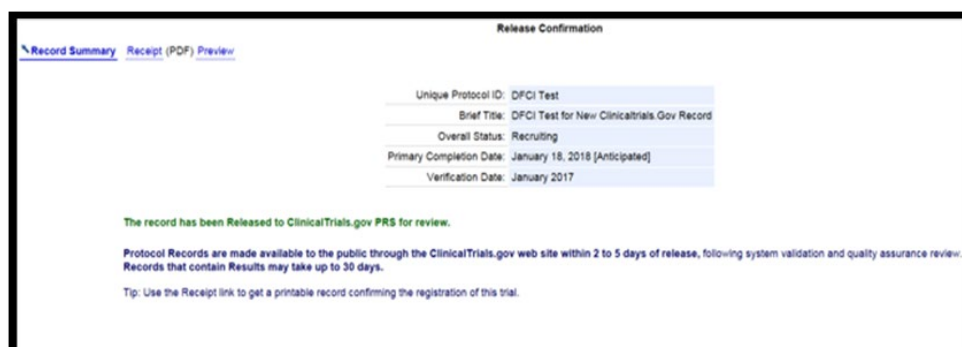 Release Confirmation
Record Summary Receipt (PDF) Preview
Unique Protocol ID: DFCI Test
Brief Title: DFCI Test for New Clinicaltrials.Gov Record
Overall Status: Recruiting
Primary Completion Date: January 18, 2018 [Anticipated]
Verification Date: January 2017
The record has been Released to ClinicalTrials.gov PRS for review.
Protocol Records are made available to the public through the ClinicalTrials.gov web site within 2 to 5 days of release, following system validation and quality assurance review.
Records that contain Results may take up to 30 days.
Tip: Use the Receipt link to get a printable record confirming the registration of this trial.